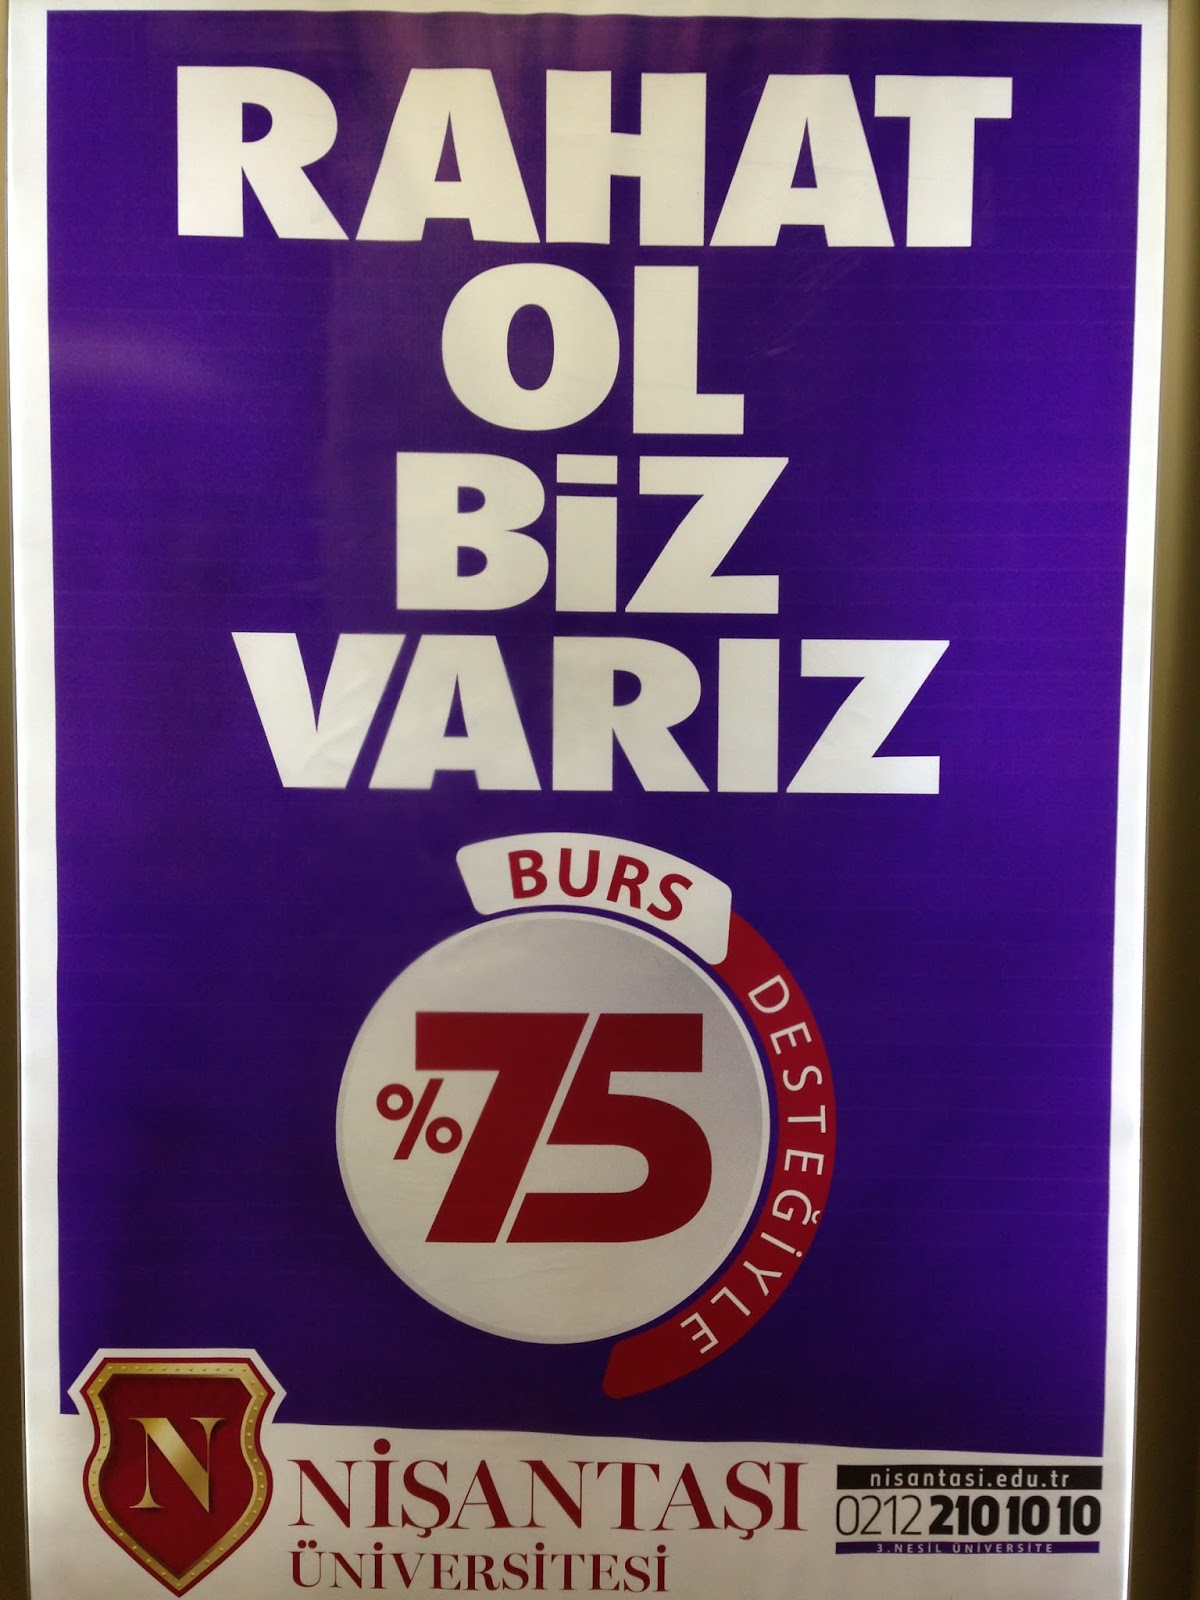 RAHAT
OL
BiZ
VARIZ
BURS
DESTEĞİYLE
%75
N
NİŞANTAŞI
ÜNİVERSİTESİ
nisantasi.edu.tr
0212 210 10 10
3. NESİL ÜNİVERSİTE